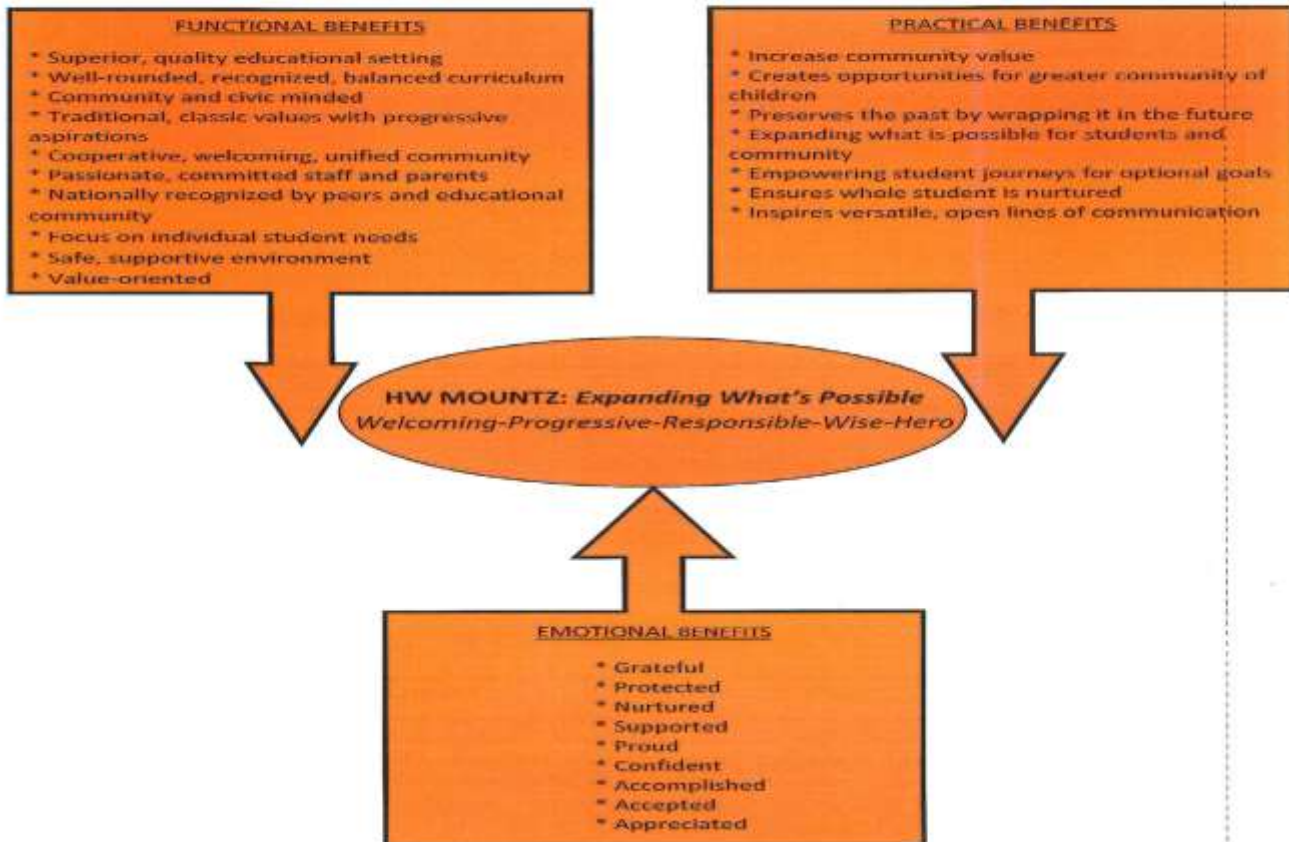 FUNCTIONAL BENEFITS
* Superior, quality educational setting
* Well-rounded, recognized, balanced curriculum
* Community and civic minded
* Traditional, classic values with progressive
aspirations
* Cooperative, welcoming, unified community
* Passionate, committed staff and parents
* Nationally recognized by peers and educational
community
* Focus on individual student needs
* Safe, supportive environment
* Value-oriented
PRACTICAL BENEFITS
* Increase community value
* Creates opportunities for greater community of
children
* Preserves the past by wrapping it in the future
* Expanding what is possible for students and
community
* Empowering student journeys for optional goals
* Ensures whole student is nurtured
* Inspires versatile, open lines of communication
HW MOUNTZ: Expanding What's Possible
Welcoming-Progressive-Responsible-Wise-Hero
EMOTIONAL BENEFITS
* Grateful
* Protected
* Nurtured
* Supported
* Proud
* Confident
* Accomplished
* Accepted
* Appreciated